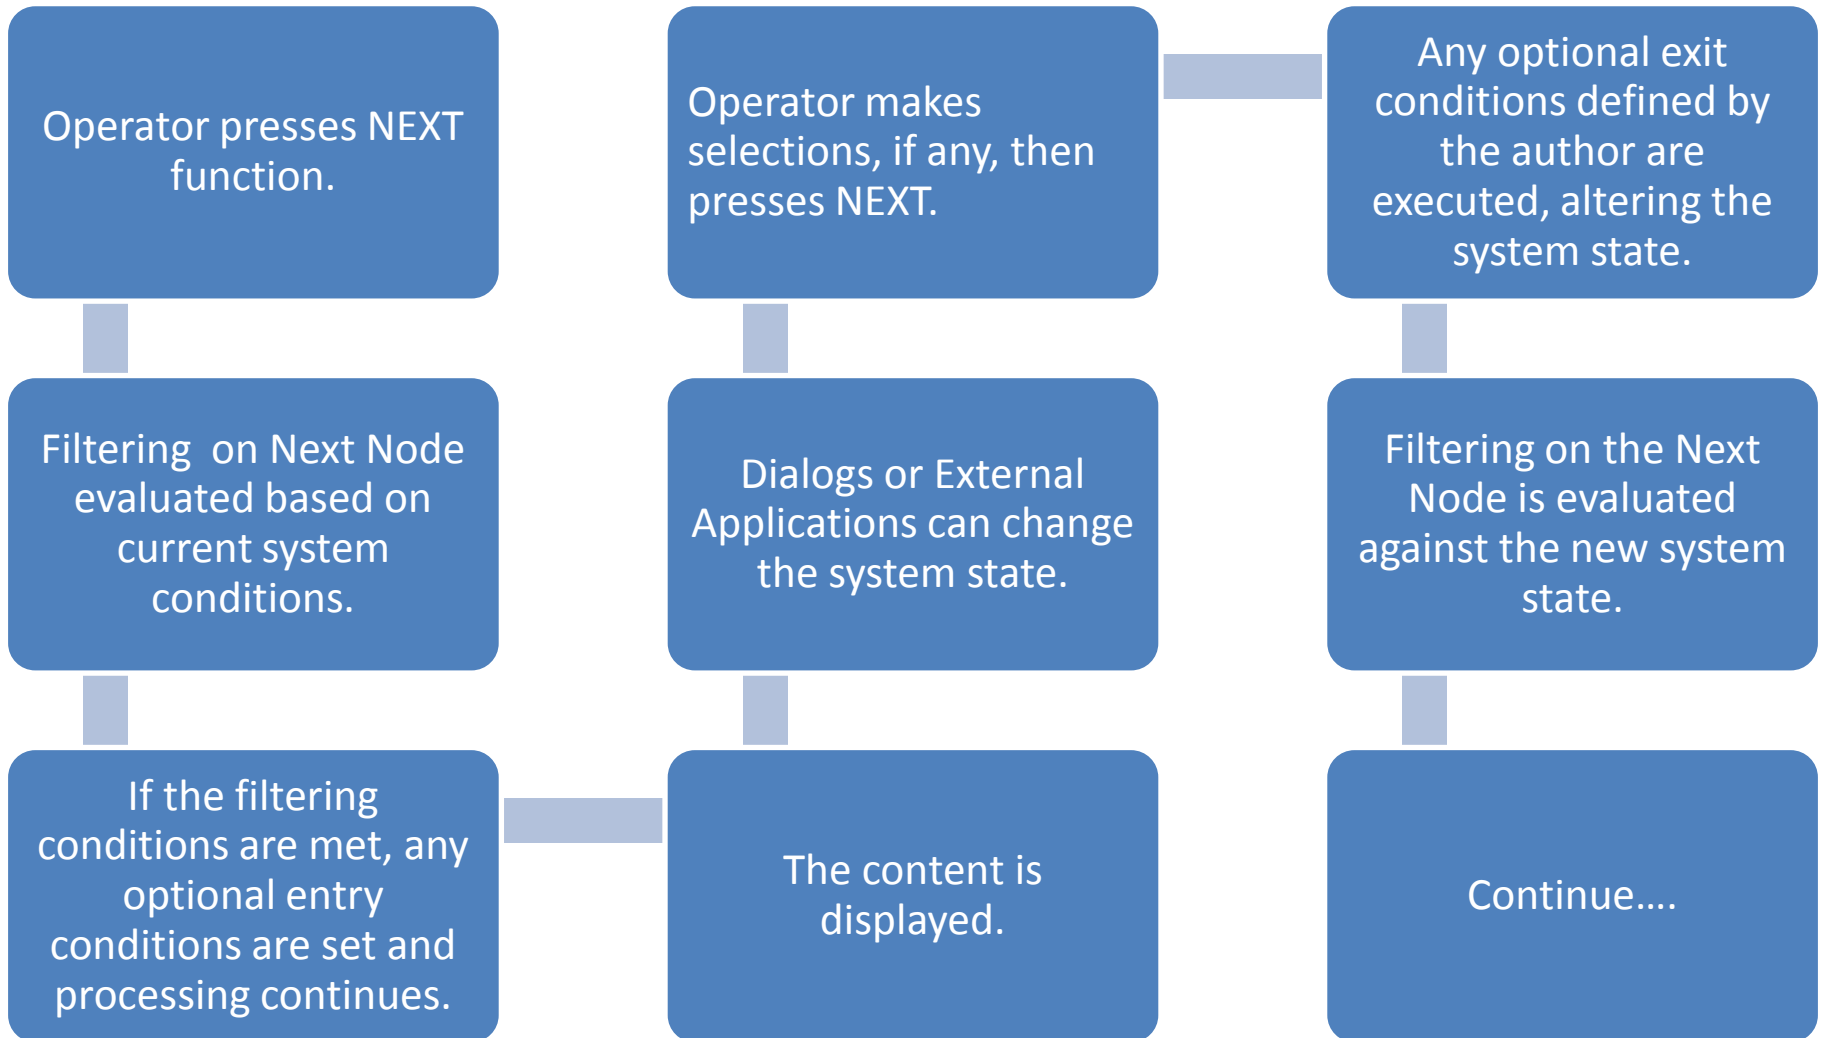 Operator presses NEXT
function.
Filtering  on Next Node
evaluated based on
current system
conditions.
If the filtering
conditions are met, any
optional entry
conditions are set and
processing continues.
The content is
displayed.
Dialogs or External
Applications can change
the system state.
Operator makes
selections, if any, then
presses NEXT.
Any optional exit
conditions defined by
the author are
executed, altering the
system state.
Filtering on the Next
Node is evaluated
against the new system
state.
Continue….